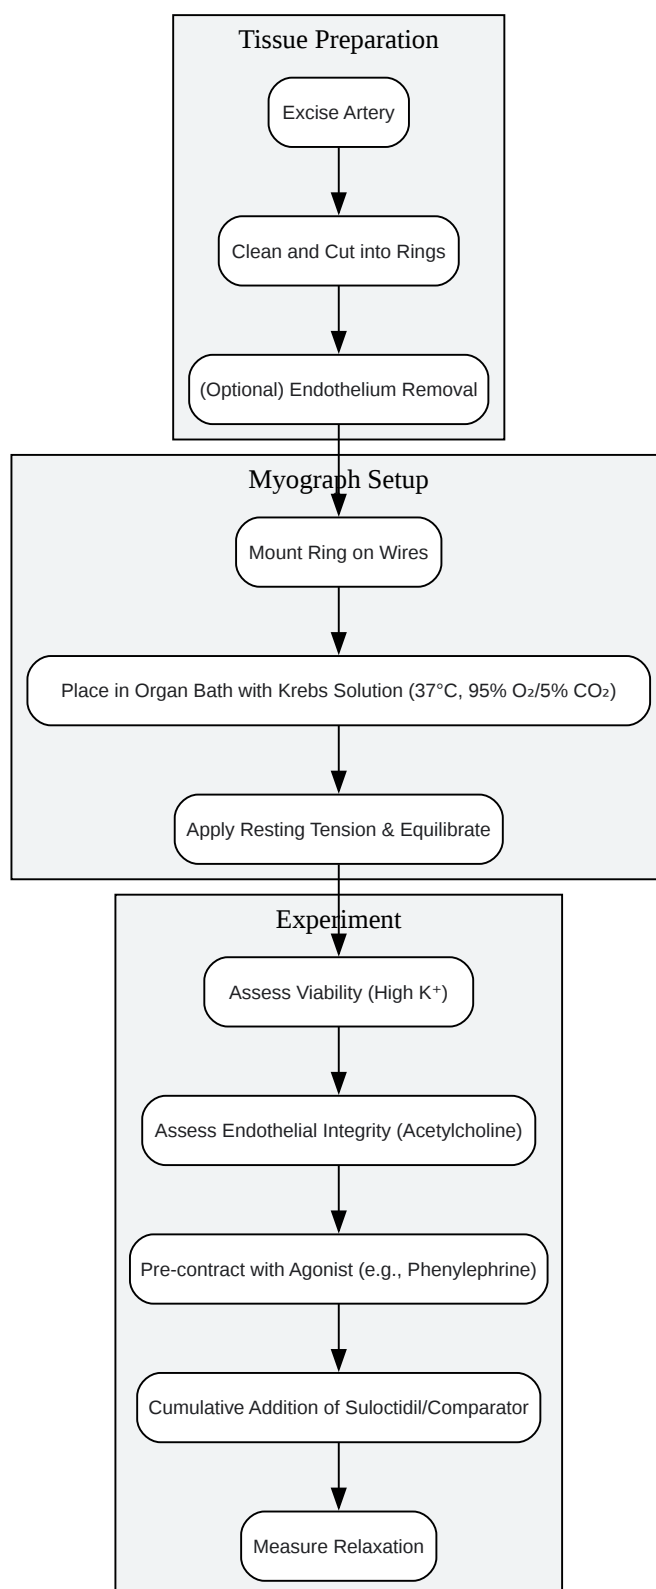 Tissue Preparation
Excise Artery
Clean and Cut into Rings
(Optional) Endothelium Removal
Myograph Setup
Mount Ring on Wires
Place in Organ Bath with Krebs Solution (37°C, 95% O₂/5% CO₂)
Apply Resting Tension & Equilibrate
Experiment
Assess Viability (High K⁺)
Assess Endothelial Integrity (Acetylcholine)
Pre-contract with Agonist (e.g., Phenylephrine)
Cumulative Addition of Suloctidil/Comparator
Measure Relaxation